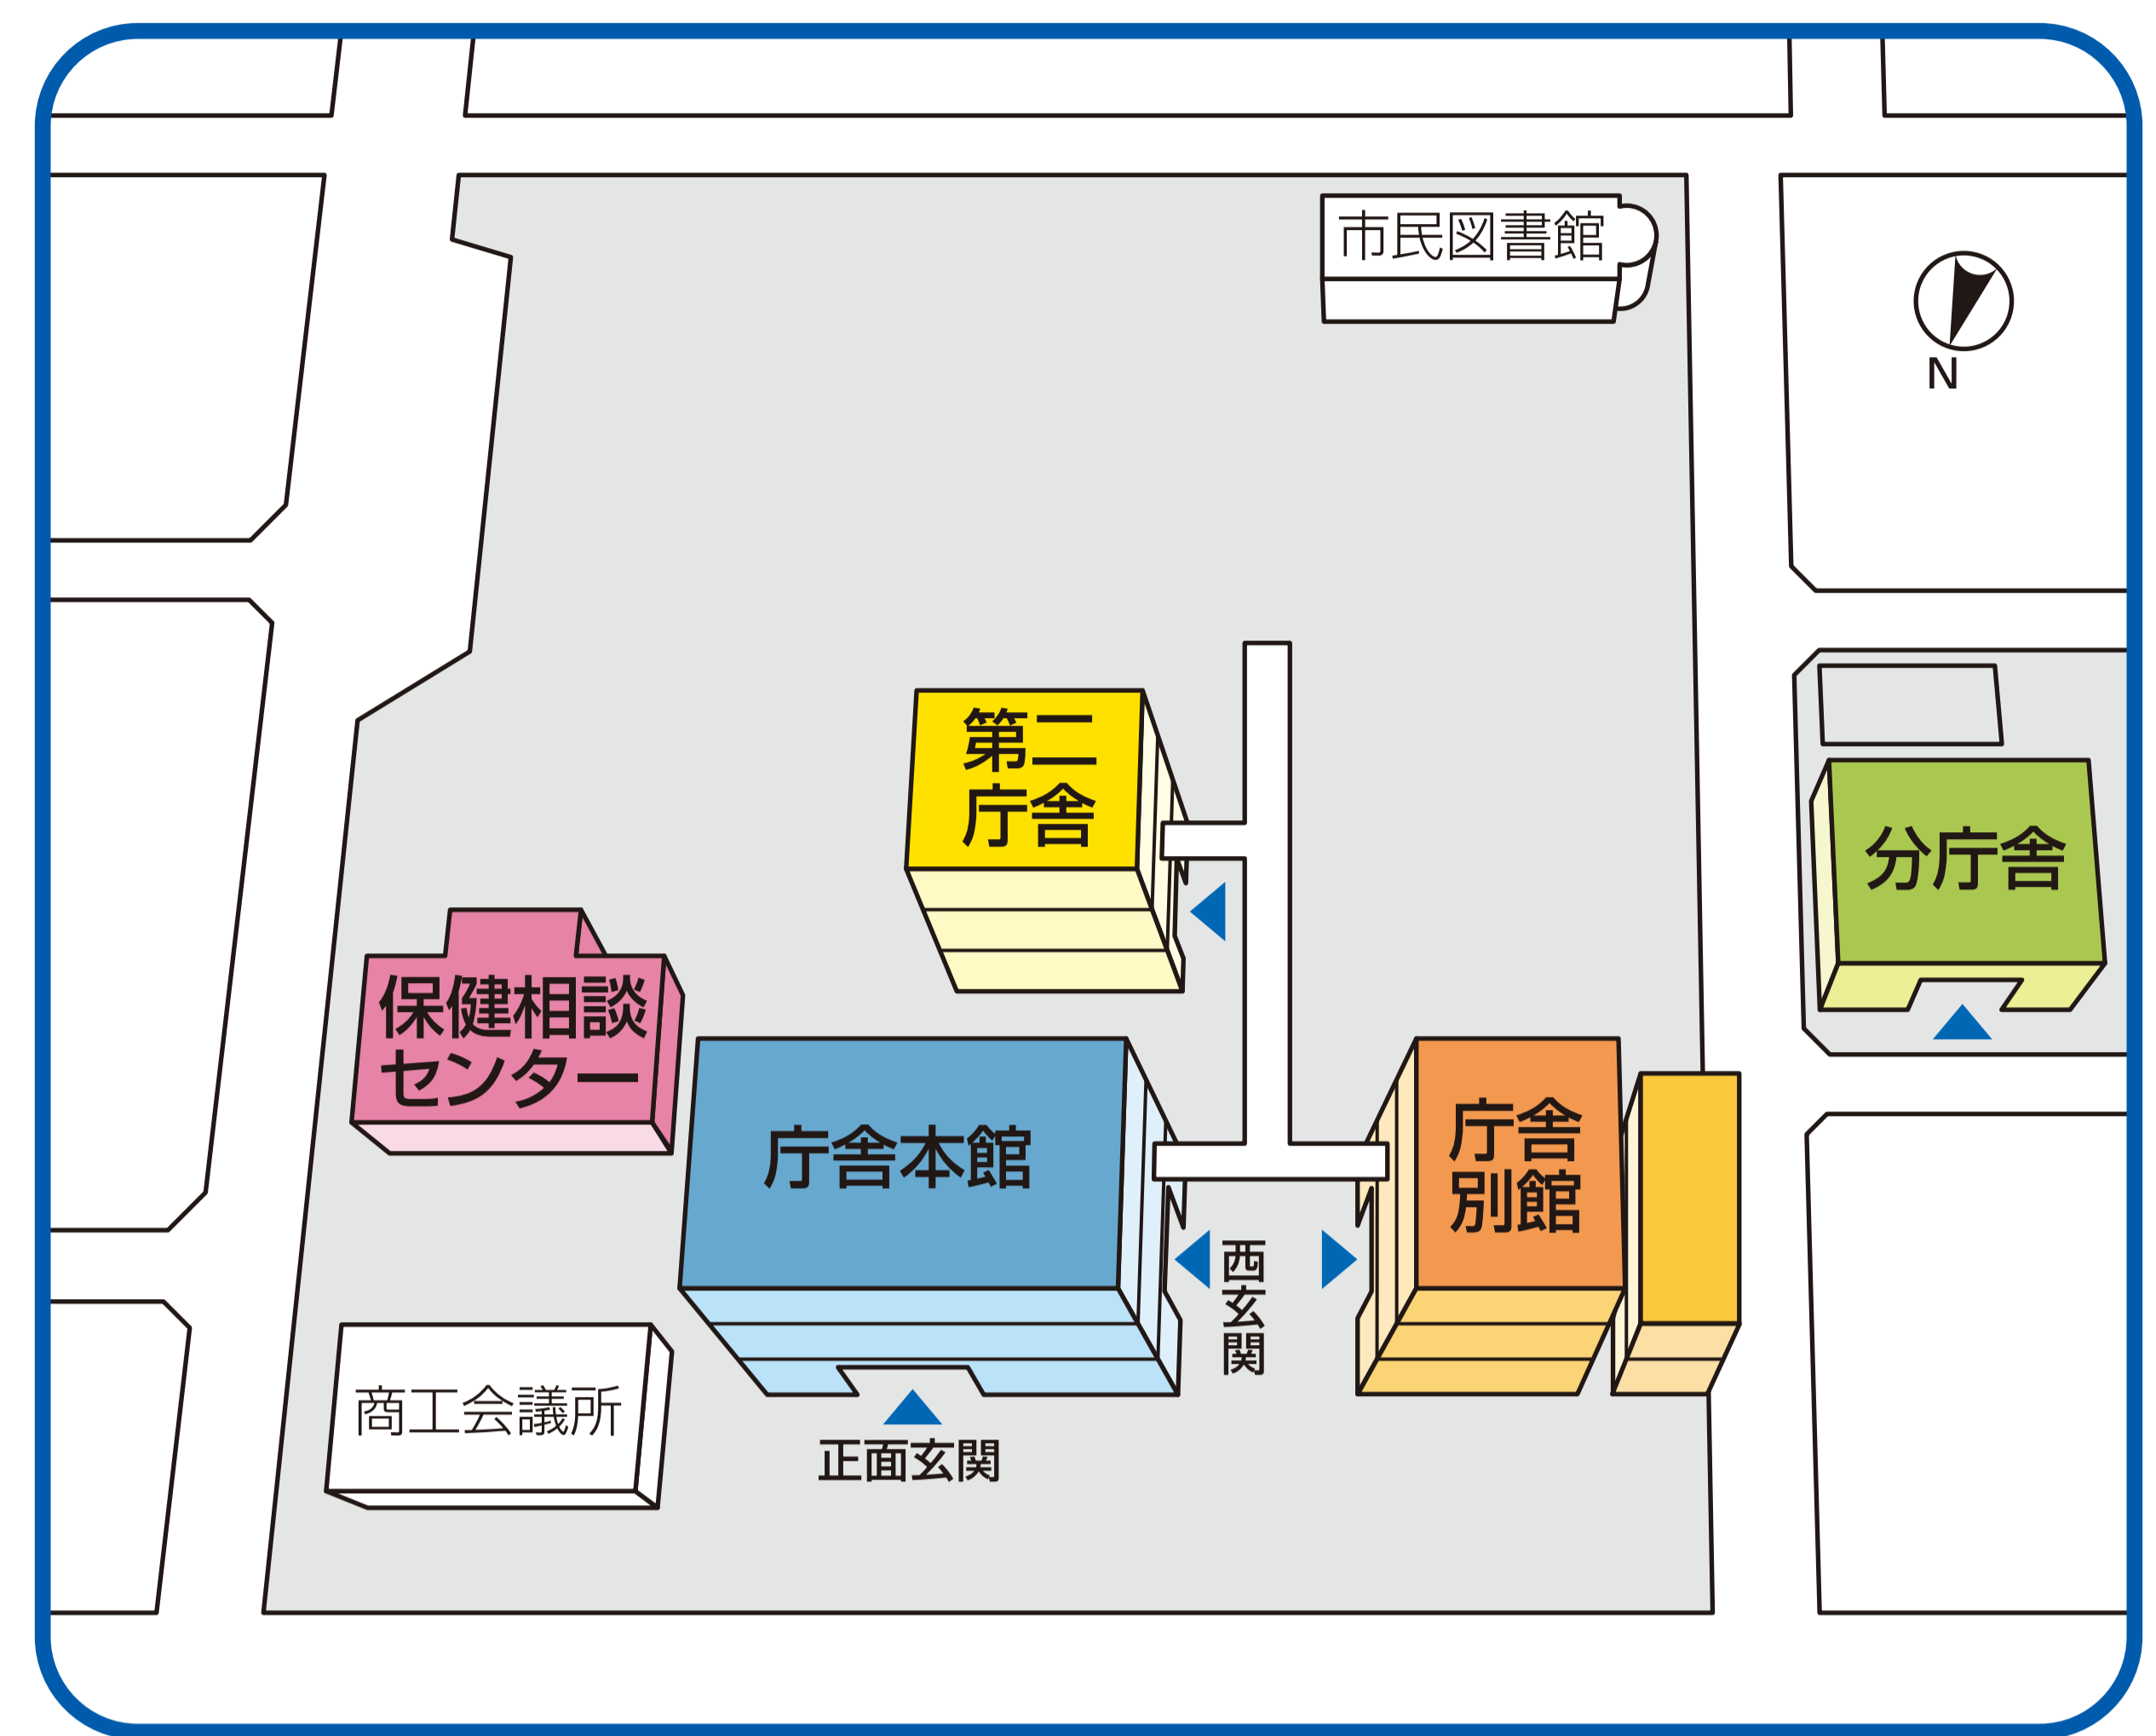 市民図書館
N
第二
庁舎
分庁舎
保健相談
センター
庁舎本館
庁舎
別館
西玄関
商工会議所
正面玄関